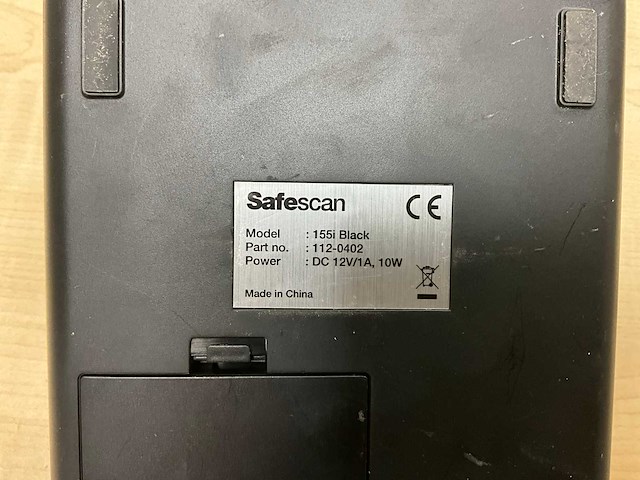 Safescan CE
Model : 155i Black
Part no. : 112-0402
Power : DC 12V/1A, 10W
Made in China